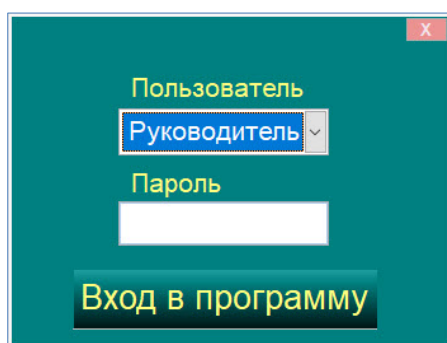 X
Пользователь
Руководитель
Пароль
Вход в программу